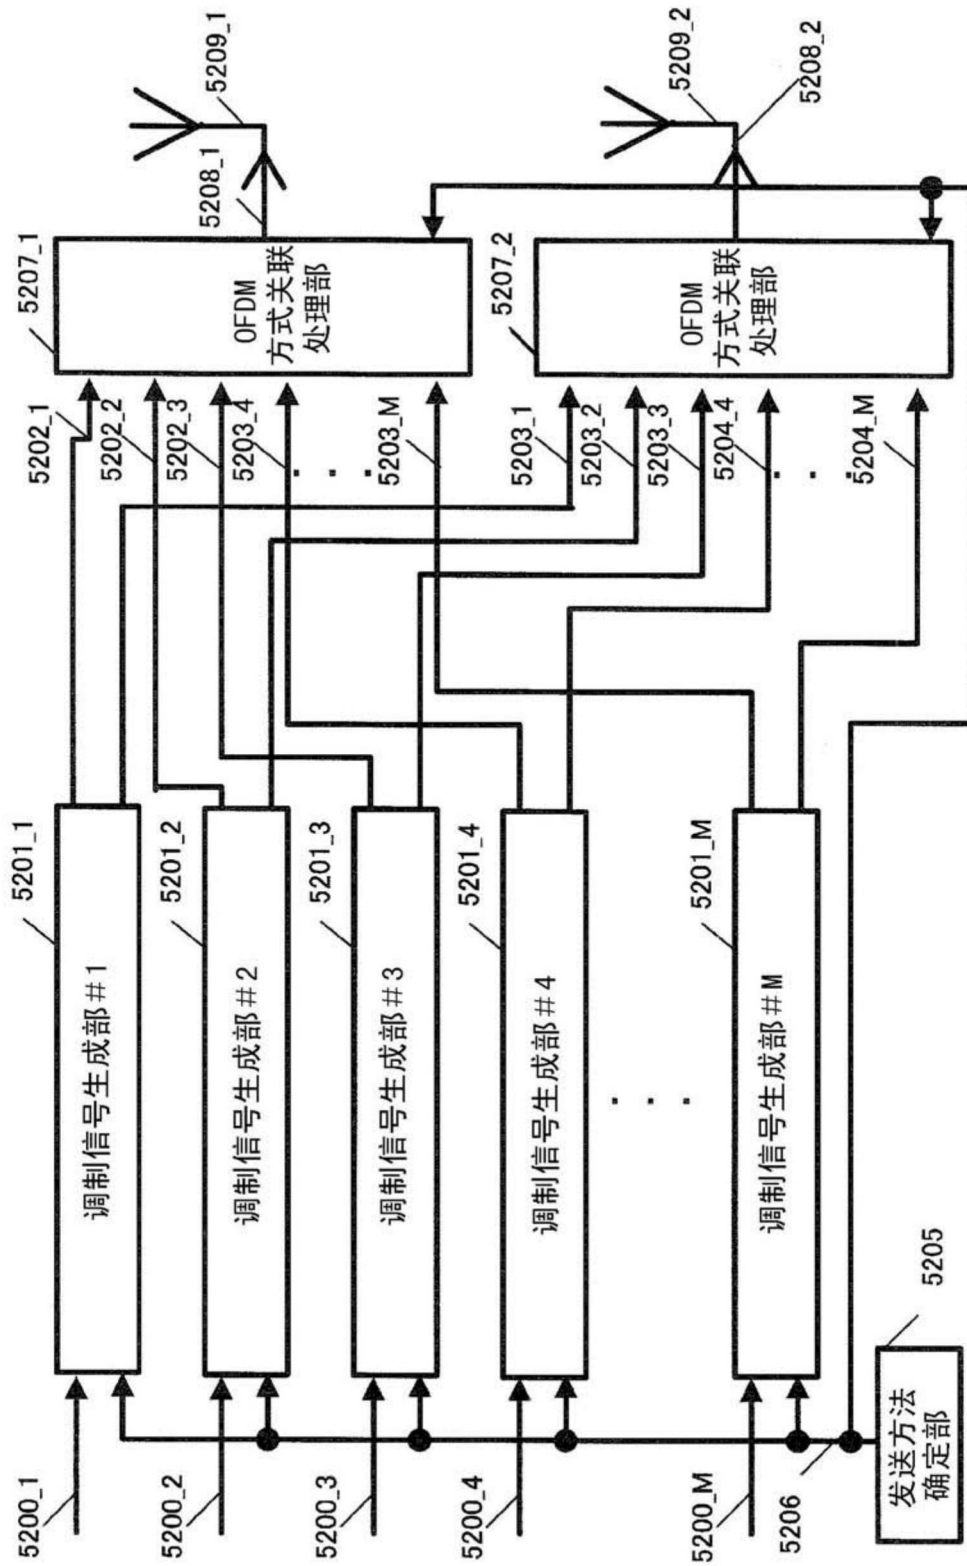 5200_1
5200_2
5200_3
5200_4
5200_M
5206
发送方法
确定部
5205
调制信号生成部#1
5201_1
调制信号生成部#2
5201_2
调制信号生成部#3
5201_3
调制信号生成部#4
5201_4
. . .
调制信号生成部#M
5201_M
5202_1
5202_2
5202_3
5203_4
. . .
5203_M
5203_1
5203_2
5203_3
5204_4
. . .
5204_M
OFDM
方式关联
处理部
5207_1
OFDM
方式关联
处理部
5207_2
5208_1
5209_1
5209_2
5208_2